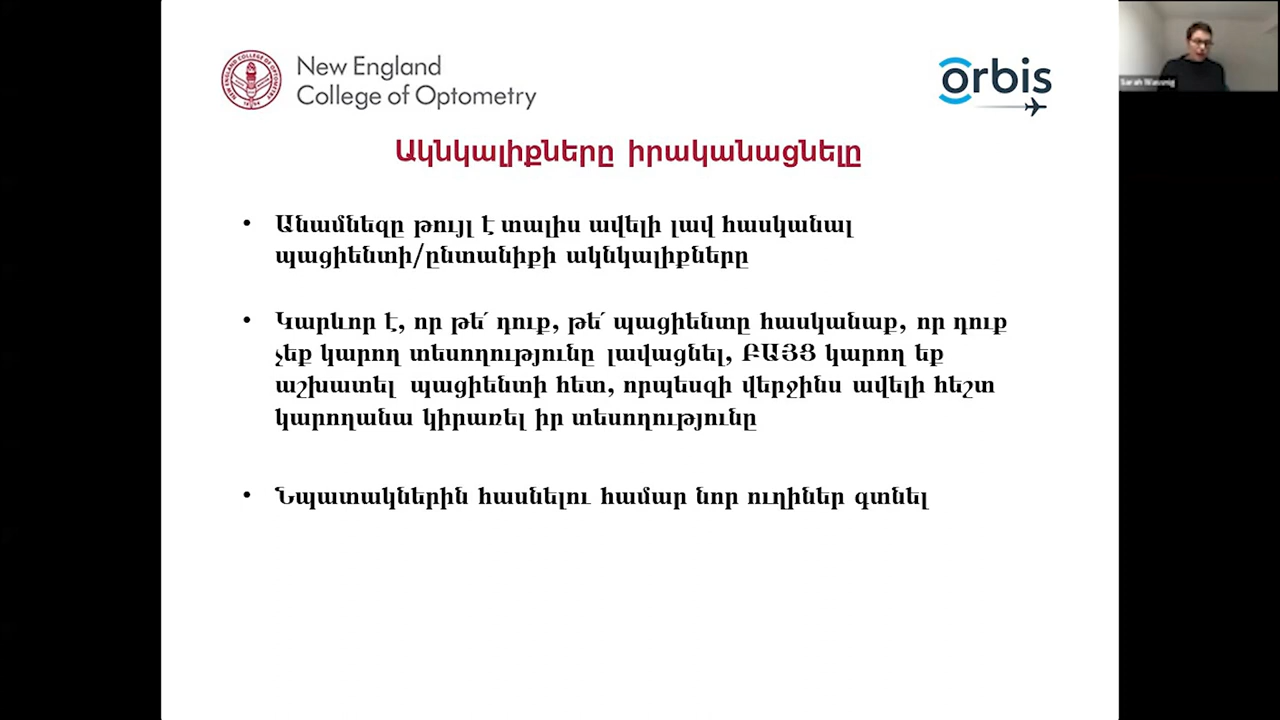 New England
College of Optometry
orbis
Sarah Wassnig
Ակնկալիքները իրականացնելը
• Անամնեզը թույլ է տալիս ավելի լավ հասկանալ
պացիենտի/ընտանիքի ակնկալիքները
• Կարևոր է, որ թե՛ դուք, թե՛ պացիենտը հասկանաք, որ դուք
չեք կարող տեսողությունը լավացնել, ԲԱՅՑ կարող եք
աշխատել պացիենտի հետ, որպեսզի վերջինս ավելի հեշտ
կարողանա կիրառել իր տեսողությունը
• Նպատակներին հասնելու համար նոր ուղիներ գտնել